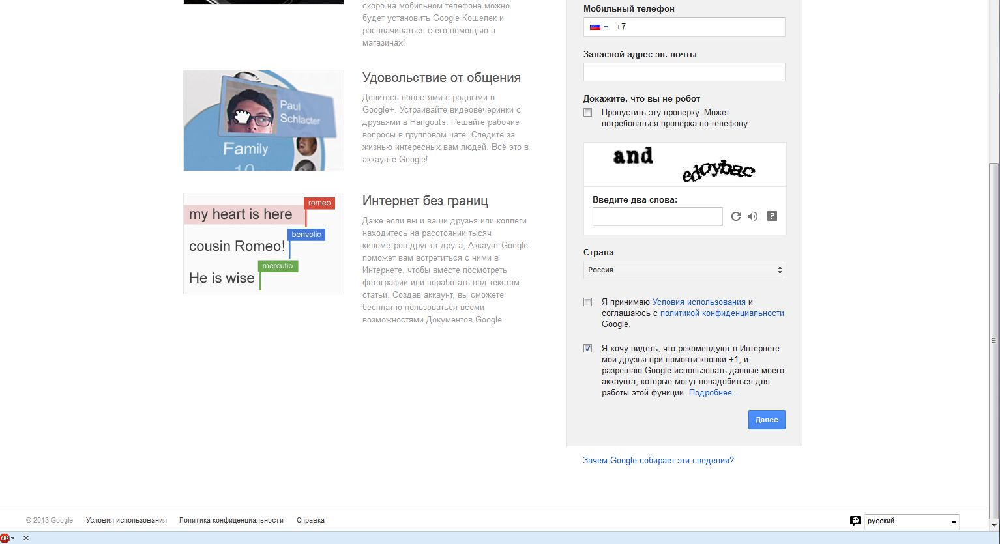 скоро на мобильном телефоне можно
будет установить Google Кошелек и
расплачиваться с его помощью в
магазинах!
Paul
Schlacter
Family
10
Удовольствие от общения
Делитесь новостями с родными в
Google+. Устраивайте видеовечеринки с
друзьями в Hangouts. Решайте рабочие
вопросы в групповом чате. Следите за
жизнью интересных вам людей. Всё это в
аккаунте Google!
my heart is here
romeo
benvolio
cousin Romeo!
mercutio
He is wise
Интернет без границ
Даже если вы и ваши друзья или коллеги
находитесь на расстоянии тысяч
километров друг от друга, Аккаунт Google
поможет вам встретиться с ними в
Интернете, чтобы вместе посмотреть
фотографии или поработать над текстом
статьи. Создав аккаунт, вы сможете
бесплатно пользоваться всеми
возможностями Документов Google.
Мобильный телефон
+7
Запасной адрес эл. почты
Докажите, что вы не робот
Пропустить эту проверку. Может
потребоваться проверка по телефону.
and
edoybac
Введите два слова:
?
Страна
Россия
Я принимаю Условия использования и
соглашаюсь с политикой конфиденциальности
Google.
Я хочу видеть, что рекомендуют в Интернете
мои друзья при помощи кнопки +1, и
разрешаю Google использовать данные моего
аккаунта, которые могут понадобиться для
работы этой функции. Подробнее...
Далее
Зачем Google собирает эти сведения?
© 2013 Google Условия использования Политика конфиденциальности Справка
русский
ABP
x